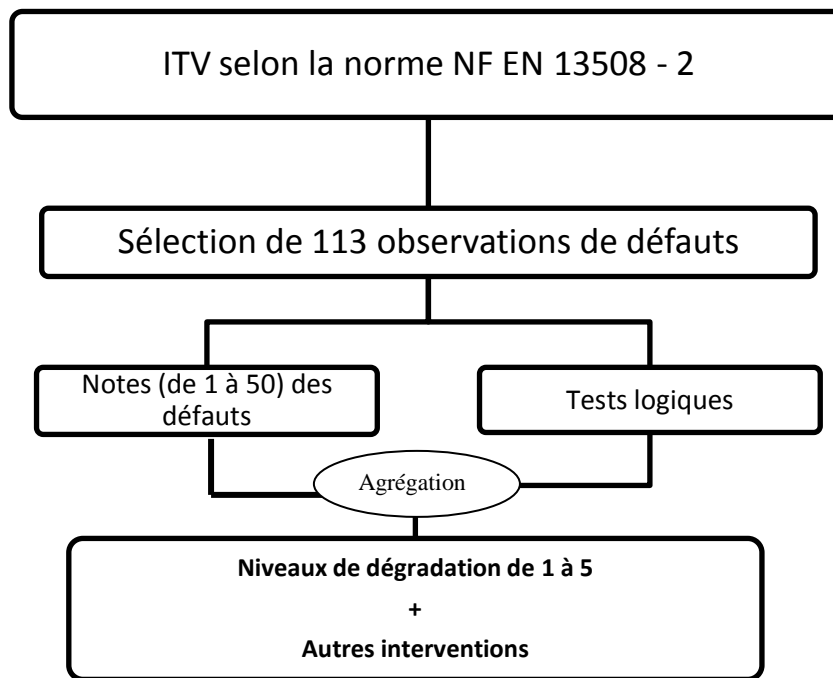 ITV selon la norme NF EN 13508 - 2
Sélection de 113 observations de défauts
Notes (de 1 à 50) des
défauts
Tests logiques
Agrégation
Niveaux de dégradation de 1 à 5
+
Autres interventions